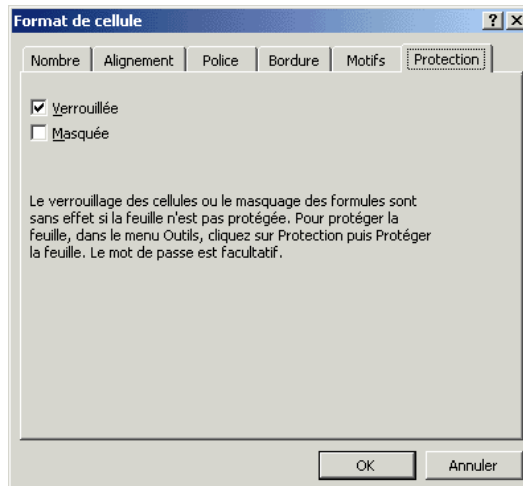 Format de cellule
Nombre Alignement Police Bordure Motifs Protection
Verrouillée
Masquée
Le verrouillage des cellules ou le masquage des formules sont
sans effet si la feuille n'est pas protégée. Pour protéger la
feuille, dans le menu Outils, cliquez sur Protection puis Protéger
la feuille. Le mot de passe est facultatif.
OK Annuler